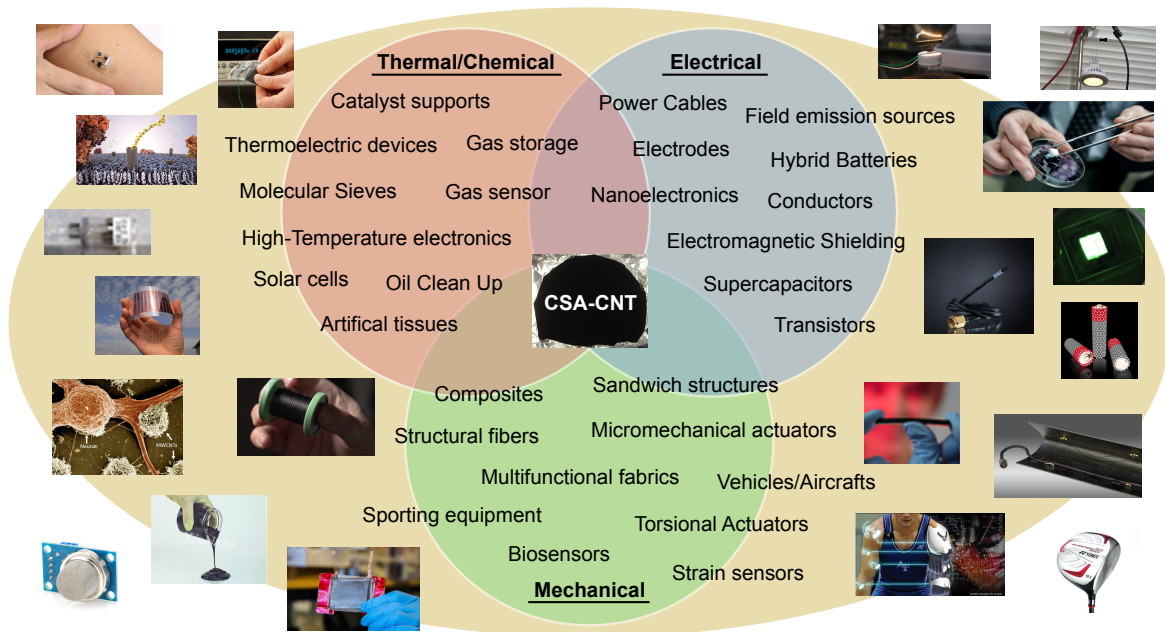 Thermal/Chemical
Catalyst supports
Thermoelectric devices
Gas storage
Molecular Sieves
Gas sensor
High-Temperature electronics
Solar cells
Oil Clean Up
Artifical tissues
Electrical
Power Cables
Field emission sources
Electrodes
Hybrid Batteries
Nanoelectronics
Conductors
Electromagnetic Shielding
Supercapacitors
Transistors
CSA-CNT
Composites
Sandwich structures
Structural fibers
Micromechanical actuators
Multifunctional fabrics
Vehicles/Aircrafts
Sporting equipment
Torsional Actuators
Biosensors
Strain sensors
Mechanical
Neuron
MWCNTs